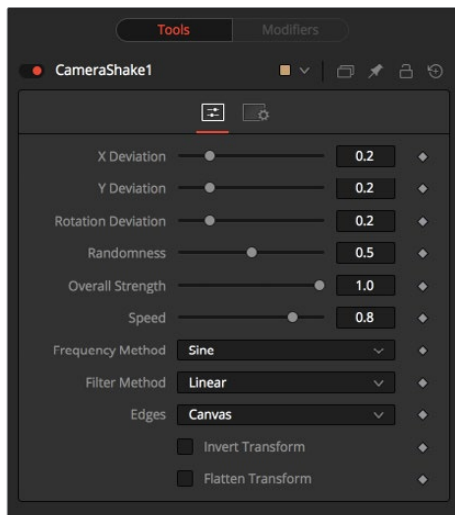 Tools Modifiers
CameraShake1
X Deviation 0.2
Y Deviation 0.2
Rotation Deviation 0.2
Randomness 0.5
Overall Strength 1.0
Speed 0.8
Frequency Method Sine
Filter Method Linear
Edges Canvas
Invert Transform
Flatten Transform